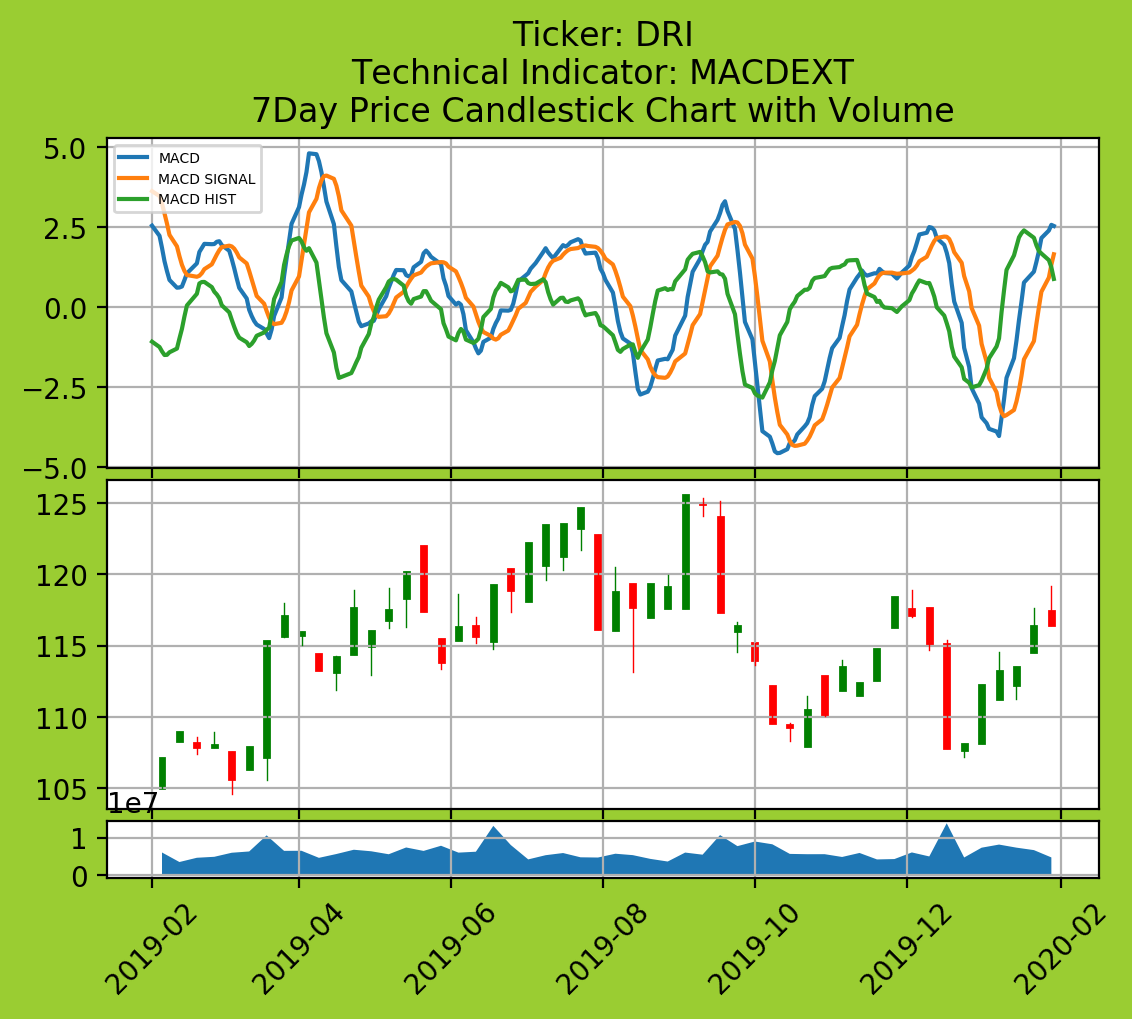 Ticker: DRI
Technical Indicator: MACDEXT
7Day Price Candlestick Chart with Volume
5.0
2.5
0.0
−2.5
−5.0
MACD
MACD SIGNAL
MACD HIST
125
120
115
110
105
1e7
1
0
2019-02
2019-04
2019-06
2019-08
2019-10
2019-12
2020-02